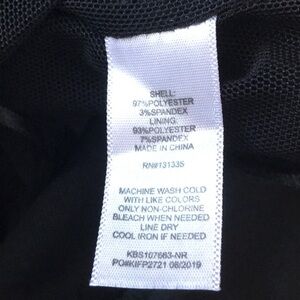 SHELL:
97%POLYESTER
3%SPANDEX
LINING:
93%POLYESTER
7%SPANDEX
MADE IN CHINA
RN#131335
MACHINE WASH COLD
WITH LIKE COLORS
ONLY NON-CHLORINE
BLEACH WHEN NEEDED
LINE DRY
COOL IRON IF NEEDED
KBS107663-NR
PO#KIFP2721 08/2019